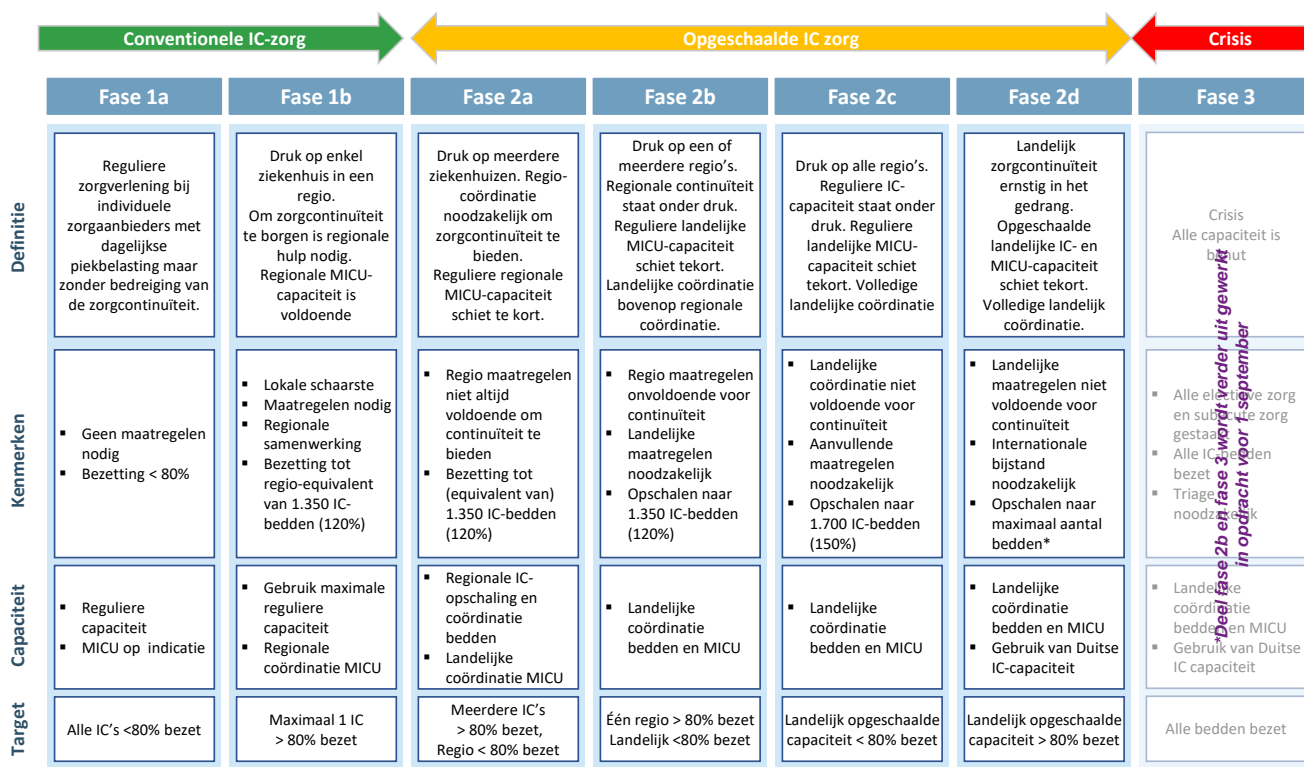 Conventionele IC-zorg
Opgeschaalde IC zorg
Crisis
Fase 1a
Fase 1b
Fase 2a
Fase 2b
Fase 2c
Fase 2d
Fase 3
Definitie
Reguliere
zorgverlening bij
individuele
zorgaanbieders met
dagelijkse
piekbelasting maar
zonder bedreiging van
de zorgcontinuïteit.
Druk op enkel
ziekenhuis in een
regio.
Om zorgcontinuïteit
te borgen is regionale
hulp nodig.
Regionale MICU-
capaciteit is
voldoende
Druk op meerdere
ziekenhuizen. Regio-
coördinatie
noodzakelijk om
zorgcontinuïteit te
bieden.
Reguliere regionale
MICU-capaciteit
schiet te kort.
Druk op een of
meerdere regio's.
Regionale continuïteit
staat onder druk.
Reguliere landelijke
MICU-capaciteit
schiet tekort.
Landelijke coördinatie
bovenop regionale
coördinatie.
Druk op alle regio's.
Reguliere IC-
capaciteit staat onder
druk. Reguliere
landelijke MICU-
capaciteit schiet
tekort. Volledige
landelijke coördinatie
Landelijk
zorgcontinuïteit
ernstig in het
gedrang.
Opgeschaalde
landelijke IC- en
MICU-capaciteit
schiet tekort.
Volledige landelijk
coördinatie.
Crisis
Alle capaciteit is
benut
Kenmerken
▪ Geen maatregelen
nodig
▪ Bezetting < 80%
▪ Lokale schaarste
▪ Maatregelen nodig
▪ Regionale
samenwerking
▪ Bezetting tot
regio-equivalent
van 1.350 IC-
bedden (120%)
▪ Regio maatregelen
niet altijd
voldoende om
continuïteit te
bieden
▪ Bezetting tot
(equivalent van)
1.350 IC-bedden
(120%)
▪ Regio maatregelen
onvoldoende voor
continuïteit
▪ Landelijke
maatregelen
noodzakelijk
▪ Opschalen naar
1.350 IC-bedden
(120%)
▪ Landelijke
coördinatie niet
voldoende voor
continuïteit
▪ Aanvullende
maatregelen
noodzakelijk
▪ Opschalen naar
1.700 IC-bedden
(150%)
▪ Landelijke
maatregelen niet
voldoende voor
continuïteit
▪ Internationale
bijstand
noodzakelijk
▪ Opschalen naar
maximaal aantal
bedden*
▪ Alle electieve zorg
en subacute zorg
gestaakt
▪ Alle IC-bedden
bezet
▪ Triage
noodzakelijk
Capaciteit
▪ Reguliere
capaciteit
▪ MICU op indicatie
▪ Gebruik maximale
reguliere
capaciteit
▪ Regionale
coördinatie MICU
▪ Regionale IC-
opschaling en
coördinatie
bedden
▪ Landelijke
coördinatie MICU
▪ Landelijke
coördinatie
bedden en MICU
▪ Landelijke
coördinatie
bedden en MICU
▪ Landelijke
coördinatie
bedden en MICU
▪ Gebruik van Duitse
IC-capaciteit
▪ Landelijke
coördinatie
bedden en MICU
▪ Gebruik van Duitse
IC capaciteit
Target
Alle IC's <80% bezet
Maximaal 1 IC
> 80% bezet
Meerdere IC's
> 80% bezet,
Regio < 80% bezet
Één regio > 80% bezet
Landelijk <80% bezet
Landelijk opgeschaalde
capaciteit < 80% bezet
Landelijk opgeschaalde
capaciteit > 80% bezet
Alle bedden bezet
*Deel fase 2b en fase 3 wordt verder uit gewerkt
in opdracht voor 1 september